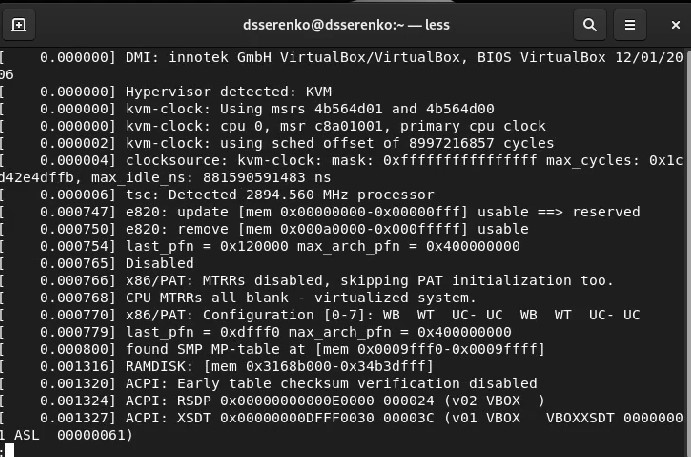 dsserenko@dsserenko:~ — less
[    0.000000] DMI: innotek GmbH VirtualBox/VirtualBox, BIOS VirtualBox 12/01/20
06
[    0.000000] Hypervisor detected: KVM
[    0.000000] kvm-clock: Using msrs 4b564d01 and 4b564d00
[    0.000000] kvm-clock: cpu 0, msr c8a01001, primary cpu clock
[    0.000002] kvm-clock: using sched offset of 8997216857 cycles
[    0.000004] clocksource: kvm-clock: mask: 0xffffffffffffffff max_cycles: 0x1c
d42e4dffb, max_idle_ns: 881590591483 ns
[    0.000006] tsc: Detected 2894.560 MHz processor
[    0.000747] e820: update [mem 0x00000000-0x00000fff] usable ==> reserved
[    0.000750] e820: remove [mem 0x000a0000-0x000fffff] usable
[    0.000754] last_pfn = 0x120000 max_arch_pfn = 0x400000000
[    0.000765] Disabled
[    0.000766] x86/PAT: MTRRs disabled, skipping PAT initialization too.
[    0.000768] CPU MTRRs all blank - virtualized system.
[    0.000770] x86/PAT: Configuration [0-7]: WB  WT  UC- UC  WB  WT  UC- UC
[    0.000779] last_pfn = 0xdfff0 max_arch_pfn = 0x400000000
[    0.000800] found SMP MP-table at [mem 0x0009fff0-0x0009ffff]
[    0.001316] RAMDISK: [mem 0x3168b000-0x34b3dfff]
[    0.001320] ACPI: Early table checksum verification disabled
[    0.001324] ACPI: RSDP 0x00000000000E0000 000024 (v02 VBOX  )
[    0.001327] ACPI: XSDT 0x00000000DFFF0030 00003C (v01 VBOX   VBOXXSDT 0000000
1 ASL  00000061)
: